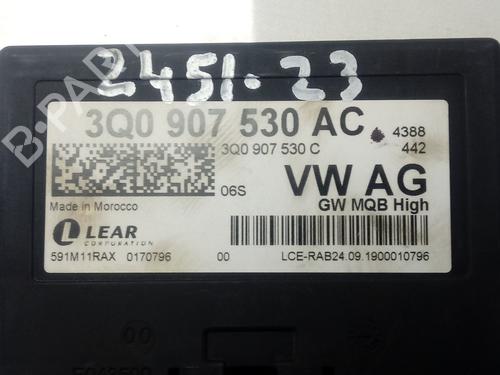 B-PARTS
2451-23
3Q0 907 530 AC
4388
3Q0 907 530 C
442
06S
VW AG
GW MQB High
Made in Morocco
LEAR
CORPORATION
591M11RAX 0170796 00 LCE-RAB24.09.1900010796